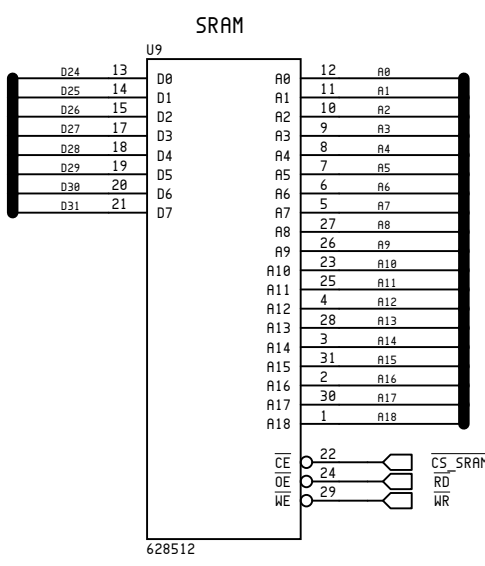 SRAM
U9
D24 13 D0 A0 12 A0
D25 14 D1 A1 11 A1
D26 15 D2 A2 10 A2
D27 17 D3 A3 9 A3
D28 18 D4 A4 8 A4
D29 19 D5 A5 7 A5
D30 20 D6 A6 6 A6
D31 21 D7 A7 5 A7
A8 27 A8
A9 26 A9
A10 23 A10
A11 25 A11
A12 4 A12
A13 28 A13
A14 3 A14
A15 31 A15
A16 2 A16
A17 30 A17
A18 1 A18
CE 22 CS_SRAM
OE 24 RD
WE 29 WR
628512